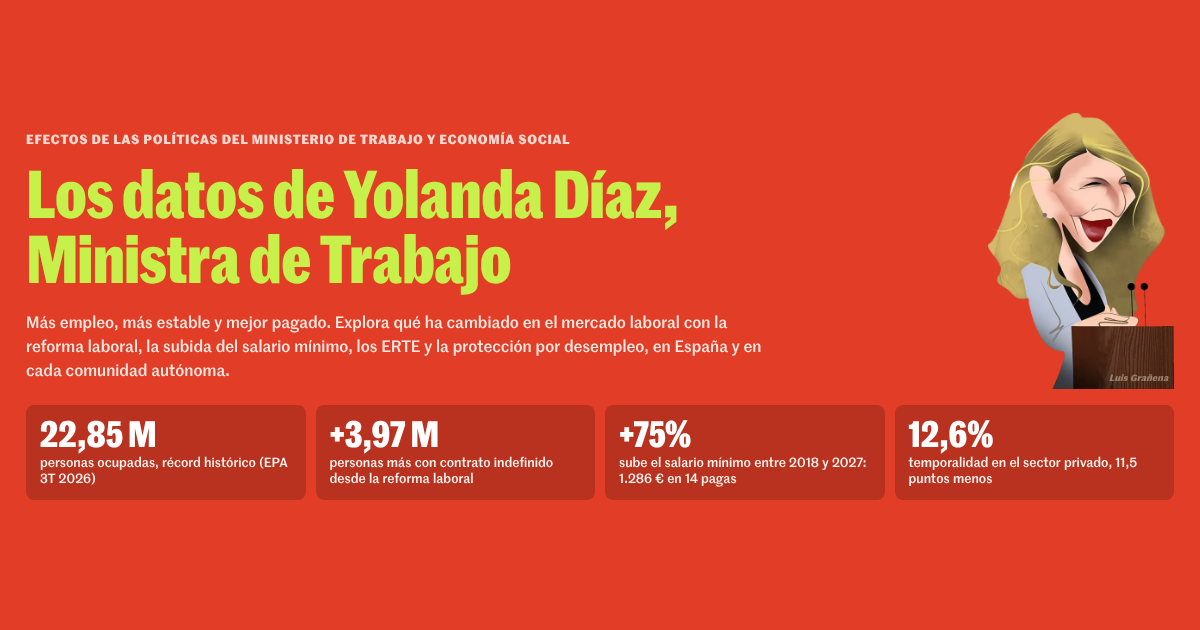 EFECTOS DE LAS POLÍTICAS DEL MINISTERIO DE TRABAJO Y ECONOMÍA SOCIAL
Los datos de Yolanda Díaz,
Ministra de Trabajo
Más empleo, más estable y mejor pagado. Explora qué ha cambiado en el mercado laboral con la
reforma laboral, la subida del salario mínimo, los ERTE y la protección por desempleo, en España y en
cada comunidad autónoma.
Luis Grañena
22,85 M
personas ocupadas, récord histórico (EPA
3T 2026)
+3,97 M
personas más con contrato indefinido
desde la reforma laboral
+75%
sube el salario mínimo entre 2018 y 2027:
1.286 € en 14 pagas
12,6%
temporalidad en el sector privado, 11,5
puntos menos